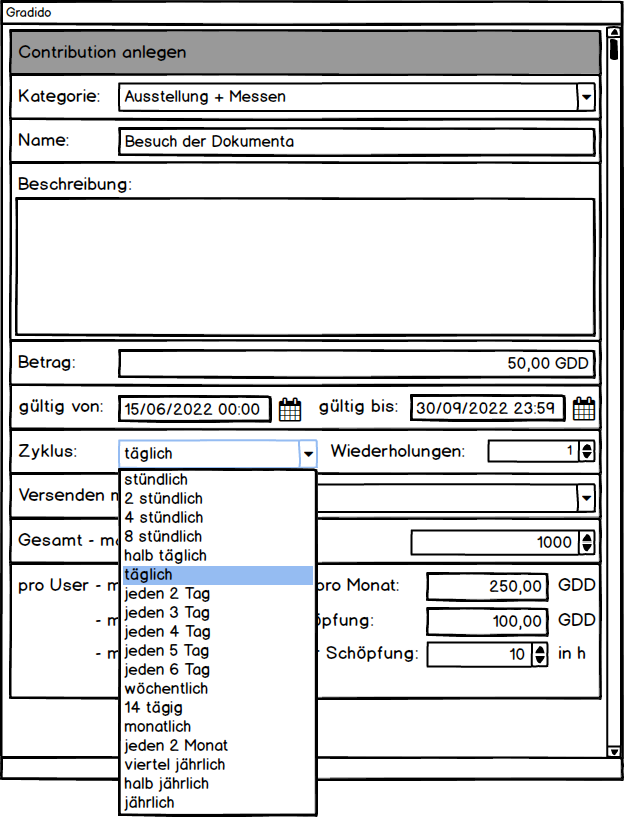 Gradido
Contribution anlegen
Kategorie: Ausstellung + Messen
Name: Besuch der Dokumenta
Beschreibung:
Betrag: 50,00 GDD
gültig von: 15/06/2022 00:00 gültig bis: 30/09/2022 23:59
Zyklus: täglich Wiederholungen: 1
stündlich
Versenden
2 stündlich
4 stündlich
8 stündlich
Gesamt - 1000
halb täglich
täglich
pro User - pro Monat: 250,00 GDD
jeden 2 Tag
jeden 3 Tag
- 100,00 GDD
jeden 4 Tag
jeden 5 Tag
- Schöpfung: 10 in h
jeden 6 Tag
wöchentlich
14 tägig
monatlich
jeden 2 Monat
viertel jährlich
halb jährlich
jährlich